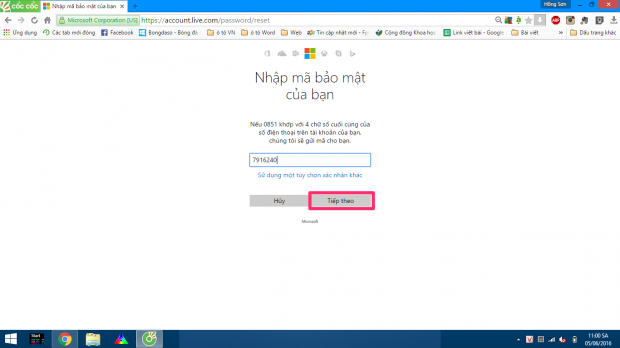 Hồng Sơn
cốc cốc
Nhập mã bảo mật của bạn
Microsoft Corporation [US]
https://account.live.com/password/reset
Ứng dụng
Các tab mới đóng
Facebook
Bongdaso - Bóng đá
ô tô VN
ô tô Word
Web
Tin cập nhật mới - F
Cộng đồng Khoa học
Link viết bài - Google
Bài viết
Dấu trang khác
Nhập mã bảo mật
của bạn
Nếu 0851 khớp với 4 chữ số cuối cùng của
số điện thoại trên tài khoản của bạn,
chúng tôi sẽ gửi mã cho bạn.
7916240
Sử dụng một tùy chọn xác nhận khác
Hủy
Tiếp theo
Microsoft
Start
11:00 SA
05/06/2016